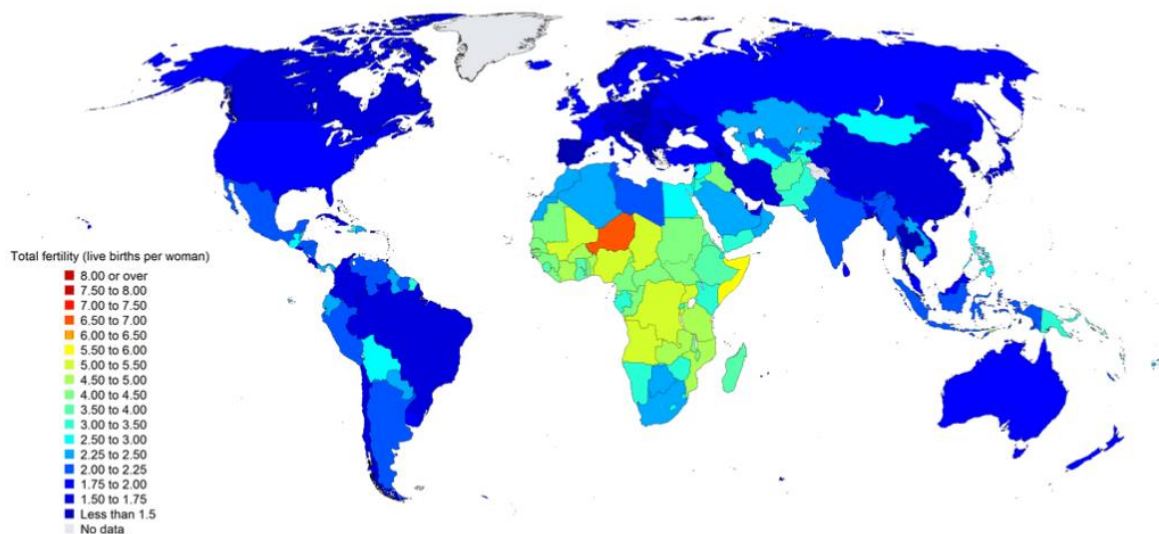 Total fertility (live births per woman)
8.00 or over
7.50 to 8.00
7.00 to 7.50
6.50 to 7.00
6.00 to 6.50
5.50 to 6.00
5.00 to 5.50
4.50 to 5.00
4.00 to 4.50
3.50 to 4.00
3.00 to 3.50
2.50 to 3.00
2.25 to 2.50
2.00 to 2.25
1.75 to 2.00
1.50 to 1.75
Less than 1.5
No data